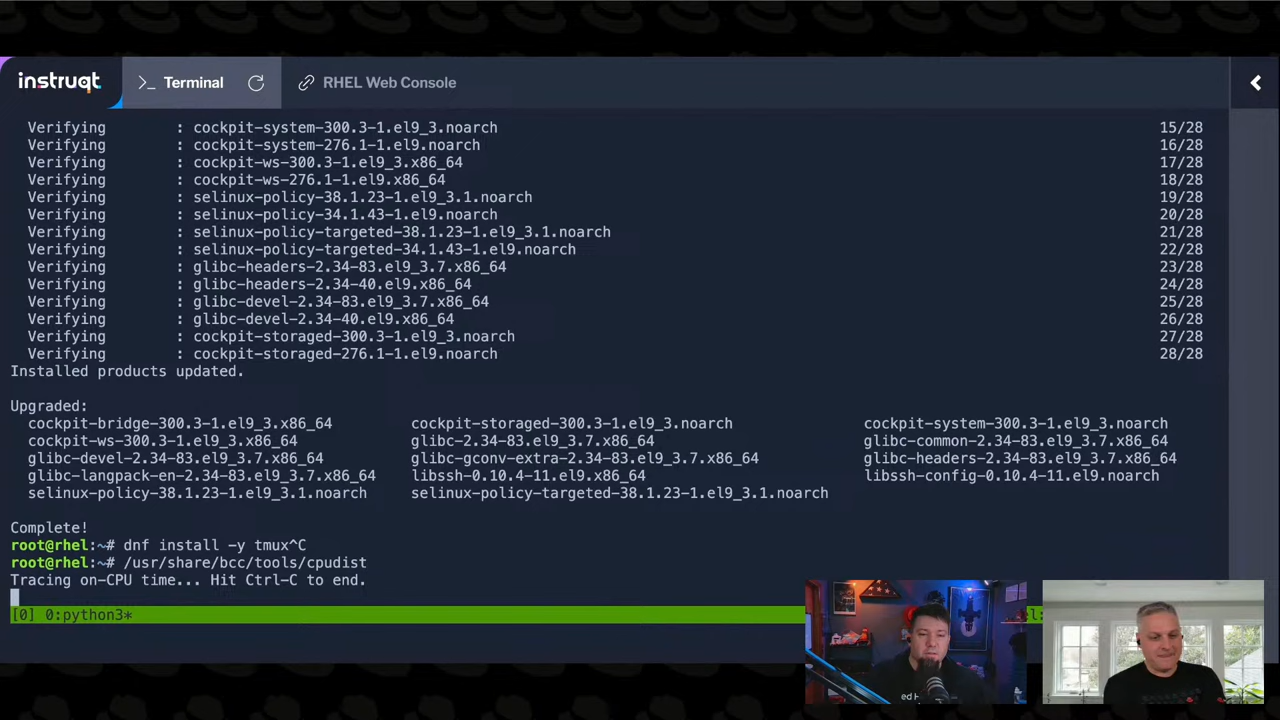 instruqt
>_ Terminal
RHEL Web Console
Verifying : cockpit-system-300.3-1.el9_3.noarch 15/28
Verifying : cockpit-system-276.1-1.el9.noarch 16/28
Verifying : cockpit-ws-300.3-1.el9_3.x86_64 17/28
Verifying : cockpit-ws-276.1-1.el9.x86_64 18/28
Verifying : selinux-policy-38.1.23-1.el9_3.1.noarch 19/28
Verifying : selinux-policy-34.1.43-1.el9.noarch 20/28
Verifying : selinux-policy-targeted-38.1.23-1.el9_3.1.noarch 21/28
Verifying : selinux-policy-targeted-34.1.43-1.el9.noarch 22/28
Verifying : glibc-headers-2.34-83.el9_3.7.x86_64 23/28
Verifying : glibc-headers-2.34-40.el9.x86_64 24/28
Verifying : glibc-devel-2.34-83.el9_3.7.x86_64 25/28
Verifying : glibc-devel-2.34-40.el9.x86_64 26/28
Verifying : cockpit-storaged-300.3-1.el9_3.noarch 27/28
Verifying : cockpit-storaged-276.1-1.el9.noarch 28/28
Installed products updated.
Upgraded:
cockpit-bridge-300.3-1.el9_3.x86_64 cockpit-storaged-300.3-1.el9_3.noarch cockpit-system-300.3-1.el9_3.noarch
cockpit-ws-300.3-1.el9_3.x86_64 glibc-2.34-83.el9_3.7.x86_64 glibc-common-2.34-83.el9_3.7.x86_64
glibc-devel-2.34-83.el9_3.7.x86_64 glibc-gconv-extra-2.34-83.el9_3.7.x86_64 glibc-headers-2.34-83.el9_3.7.x86_64
glibc-langpack-en-2.34-83.el9_3.7.x86_64 libssh-0.10.4-11.el9.x86_64 libssh-config-0.10.4-11.el9.noarch
selinux-policy-38.1.23-1.el9_3.1.noarch selinux-policy-targeted-38.1.23-1.el9_3.1.noarch
Complete!
root@rhel:~# dnf install -y tmux^C
root@rhel:~# /usr/share/bcc/tools/cpudist
Tracing on-CPU time... Hit Ctrl-C to end.
[0] 0:python3*